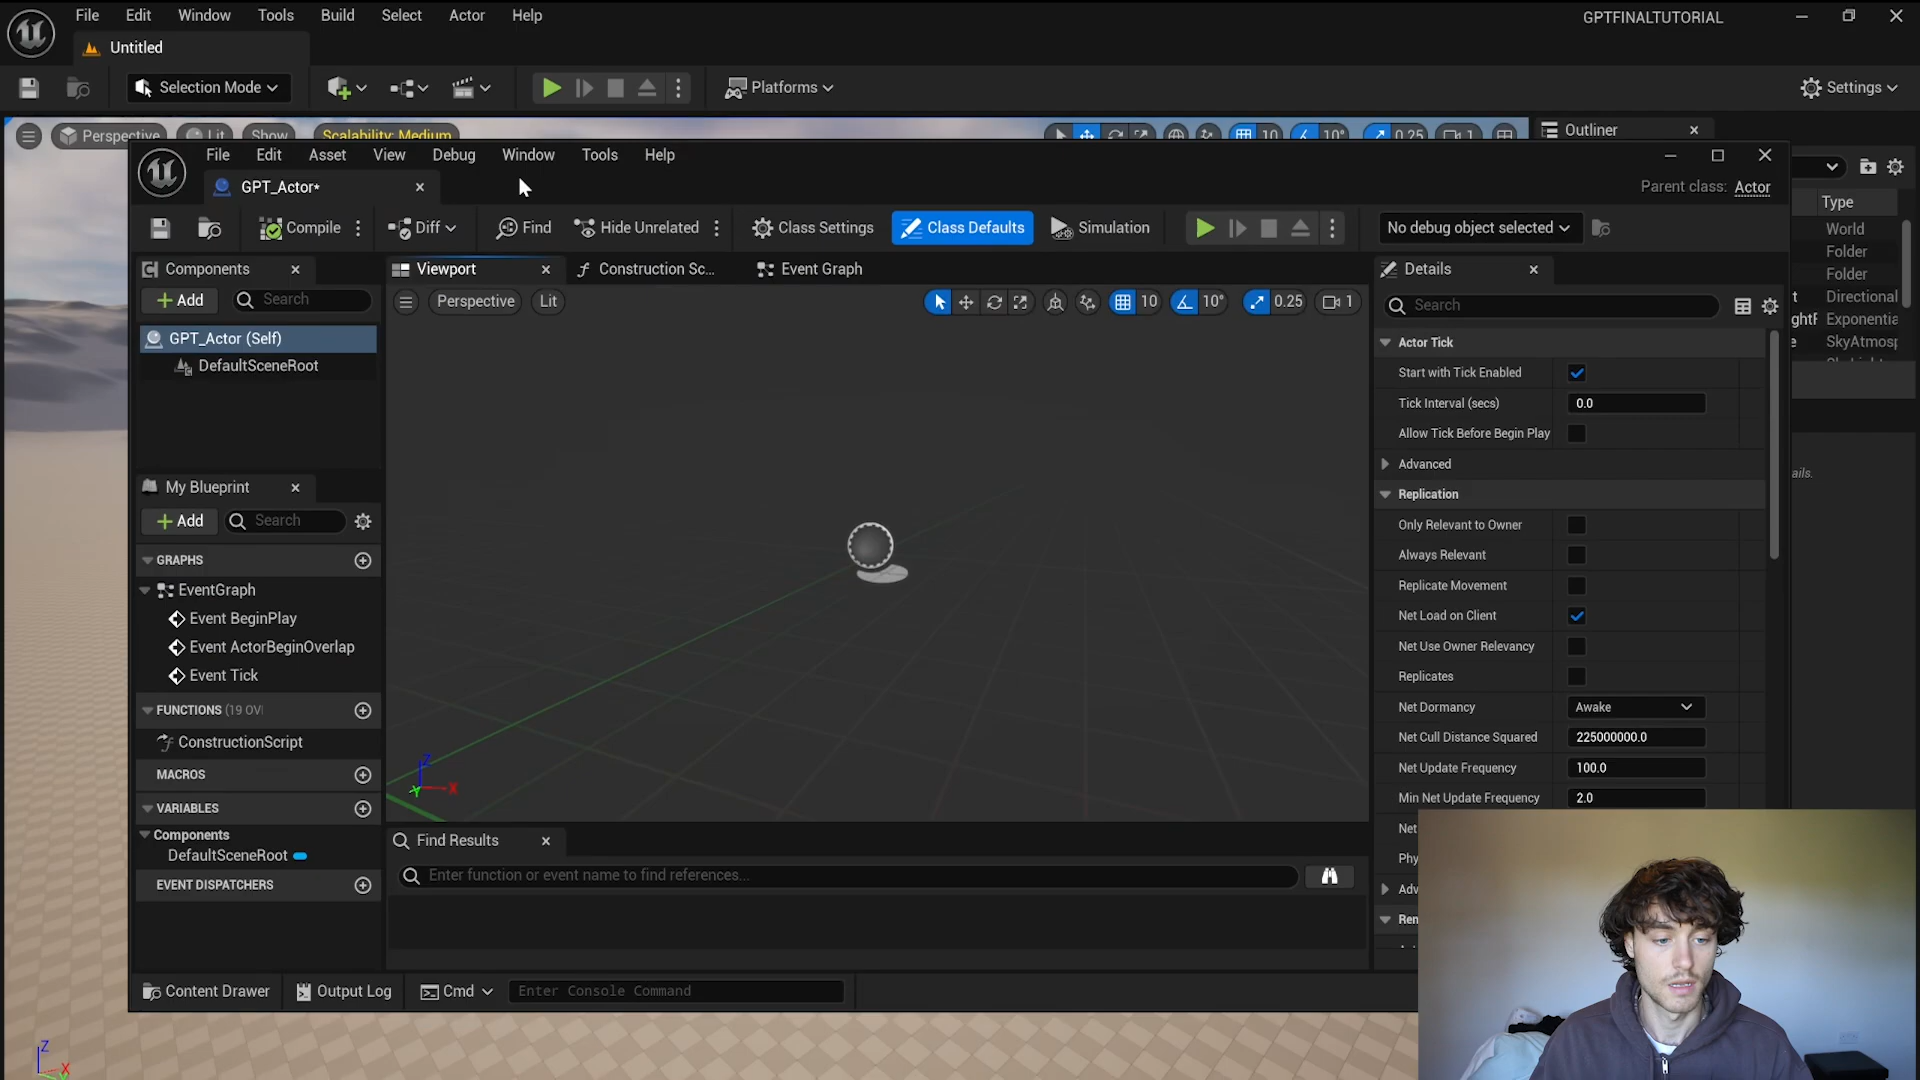 File Edit Window Tools Build Select Actor Help
GPTFINALTUTORIAL
Untitled
Selection Mode
Platforms
Settings
Perspective Lit Show Scalability: Medium
10 10° 0.25 1
Outliner
File Edit Asset View Debug Window Tools Help
GPT_Actor*
Parent class: Actor
Compile Diff Find Hide Unrelated Class Settings Class Defaults Simulation
No debug object selected
Type
World
Folder
Folder
Directional
Exponentia
SkyAtmosp
Components
Add Search
GPT_Actor (Self)
DefaultSceneRoot
My Blueprint
Add Search
GRAPHS
EventGraph
Event BeginPlay
Event ActorBeginOverlap
Event Tick
FUNCTIONS (19 OV
ConstructionScript
MACROS
VARIABLES
Components
DefaultSceneRoot
EVENT DISPATCHERS
Viewport Construction Sc... Event Graph
Perspective Lit
10 10° 0.25 1
Z
X
Y
Find Results
Enter function or event name to find references...
Details
Search
Actor Tick
Start with Tick Enabled
Tick Interval (secs) 0.0
Allow Tick Before Begin Play
Advanced
Replication
Only Relevant to Owner
Always Relevant
Replicate Movement
Net Load on Client
Net Use Owner Relevancy
Replicates
Net Dormancy Awake
Net Cull Distance Squared 225000000.0
Net Update Frequency 100.0
Min Net Update Frequency 2.0
Net
Phy
Adv
Ren
ails.
Content Drawer Output Log Cmd Enter Console Command
Z
X